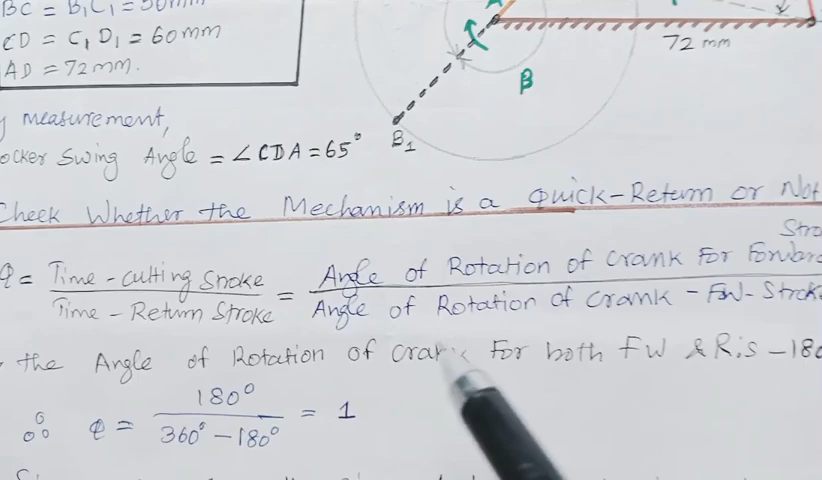 BC = B₁C₁ = 50mm
CD = C₁D₁ = 60mm
AD = 72mm.
72 mm
β
measurement,
B₁
ocker Swing Angle = ∠CDA = 65°
Check Whether the Mechanism is a Quick-Return or Not
Stro
Q = Time - cutting Stroke / Time - Return Stroke = Angle of Rotation of Crank For Forward / Angle of Rotation of Crank - FW - Stroke
the Angle of Rotation of Crank For both FW & R.S - 180
∴ Q = 180° / 360° - 180° = 1